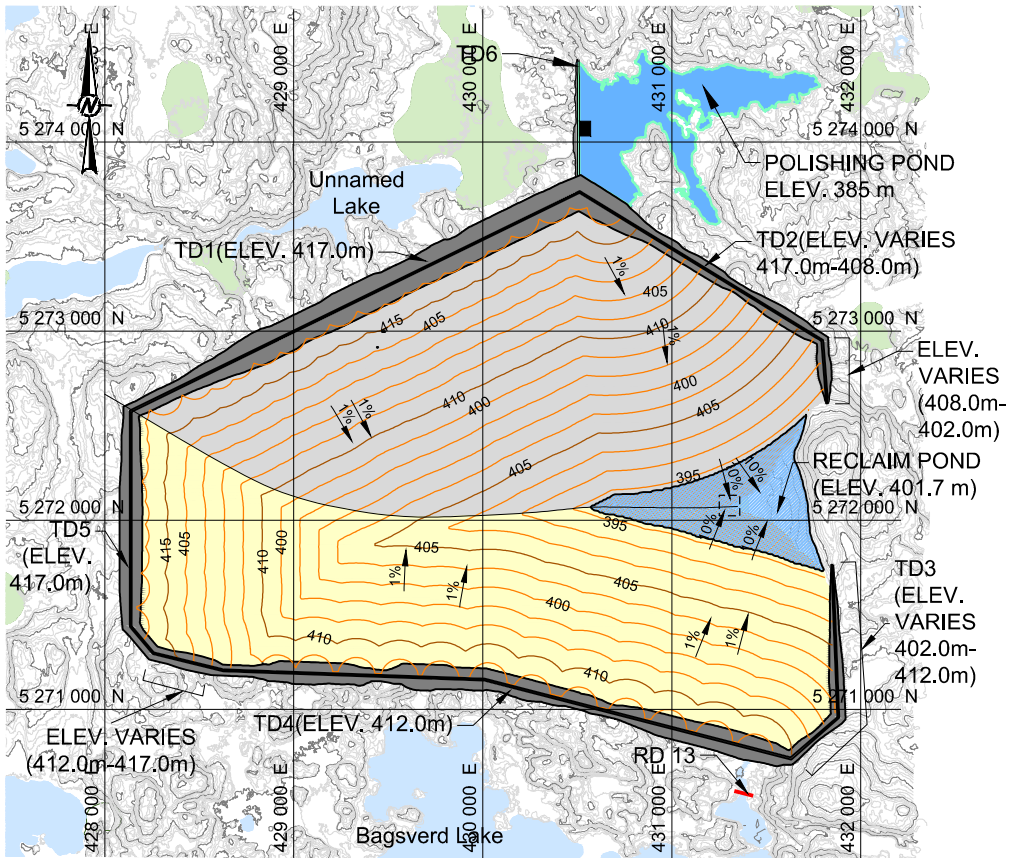 429 000 E
430 000 E
431 000 E
432 000 E
TD6
N
5 274 000 N
5 274 000 N
POLISHING POND
ELEV. 385 m
Unnamed
Lake
TD1(ELEV. 417.0m)
TD2(ELEV. VARIES
417.0m-408.0m)
1%
405
415
405
410
1%
5 273 000 N
5 273 000 N
ELEV.
VARIES
(408.0m-
402.0m)
400
405
410
400
1%
1%
405
395
10%
10%
RECLAIM POND
(ELEV. 401.7 m)
5 272 000 N
5 272 000 N
TD5
(ELEV.
417.0m)
415
405
410
400
395
10%
10%
405
1%
1%
405
400
TD3
(ELEV.
VARIES
402.0m-
412.0m)
410
1%
1%
410
5 271 000 N
5 271 000 N
TD4(ELEV. 412.0m)
ELEV. VARIES
(412.0m-417.0m)
RD 13
428 000 E
429 000 E
430 000 E
431 000 E
432 000 E
Bagsverd Lake